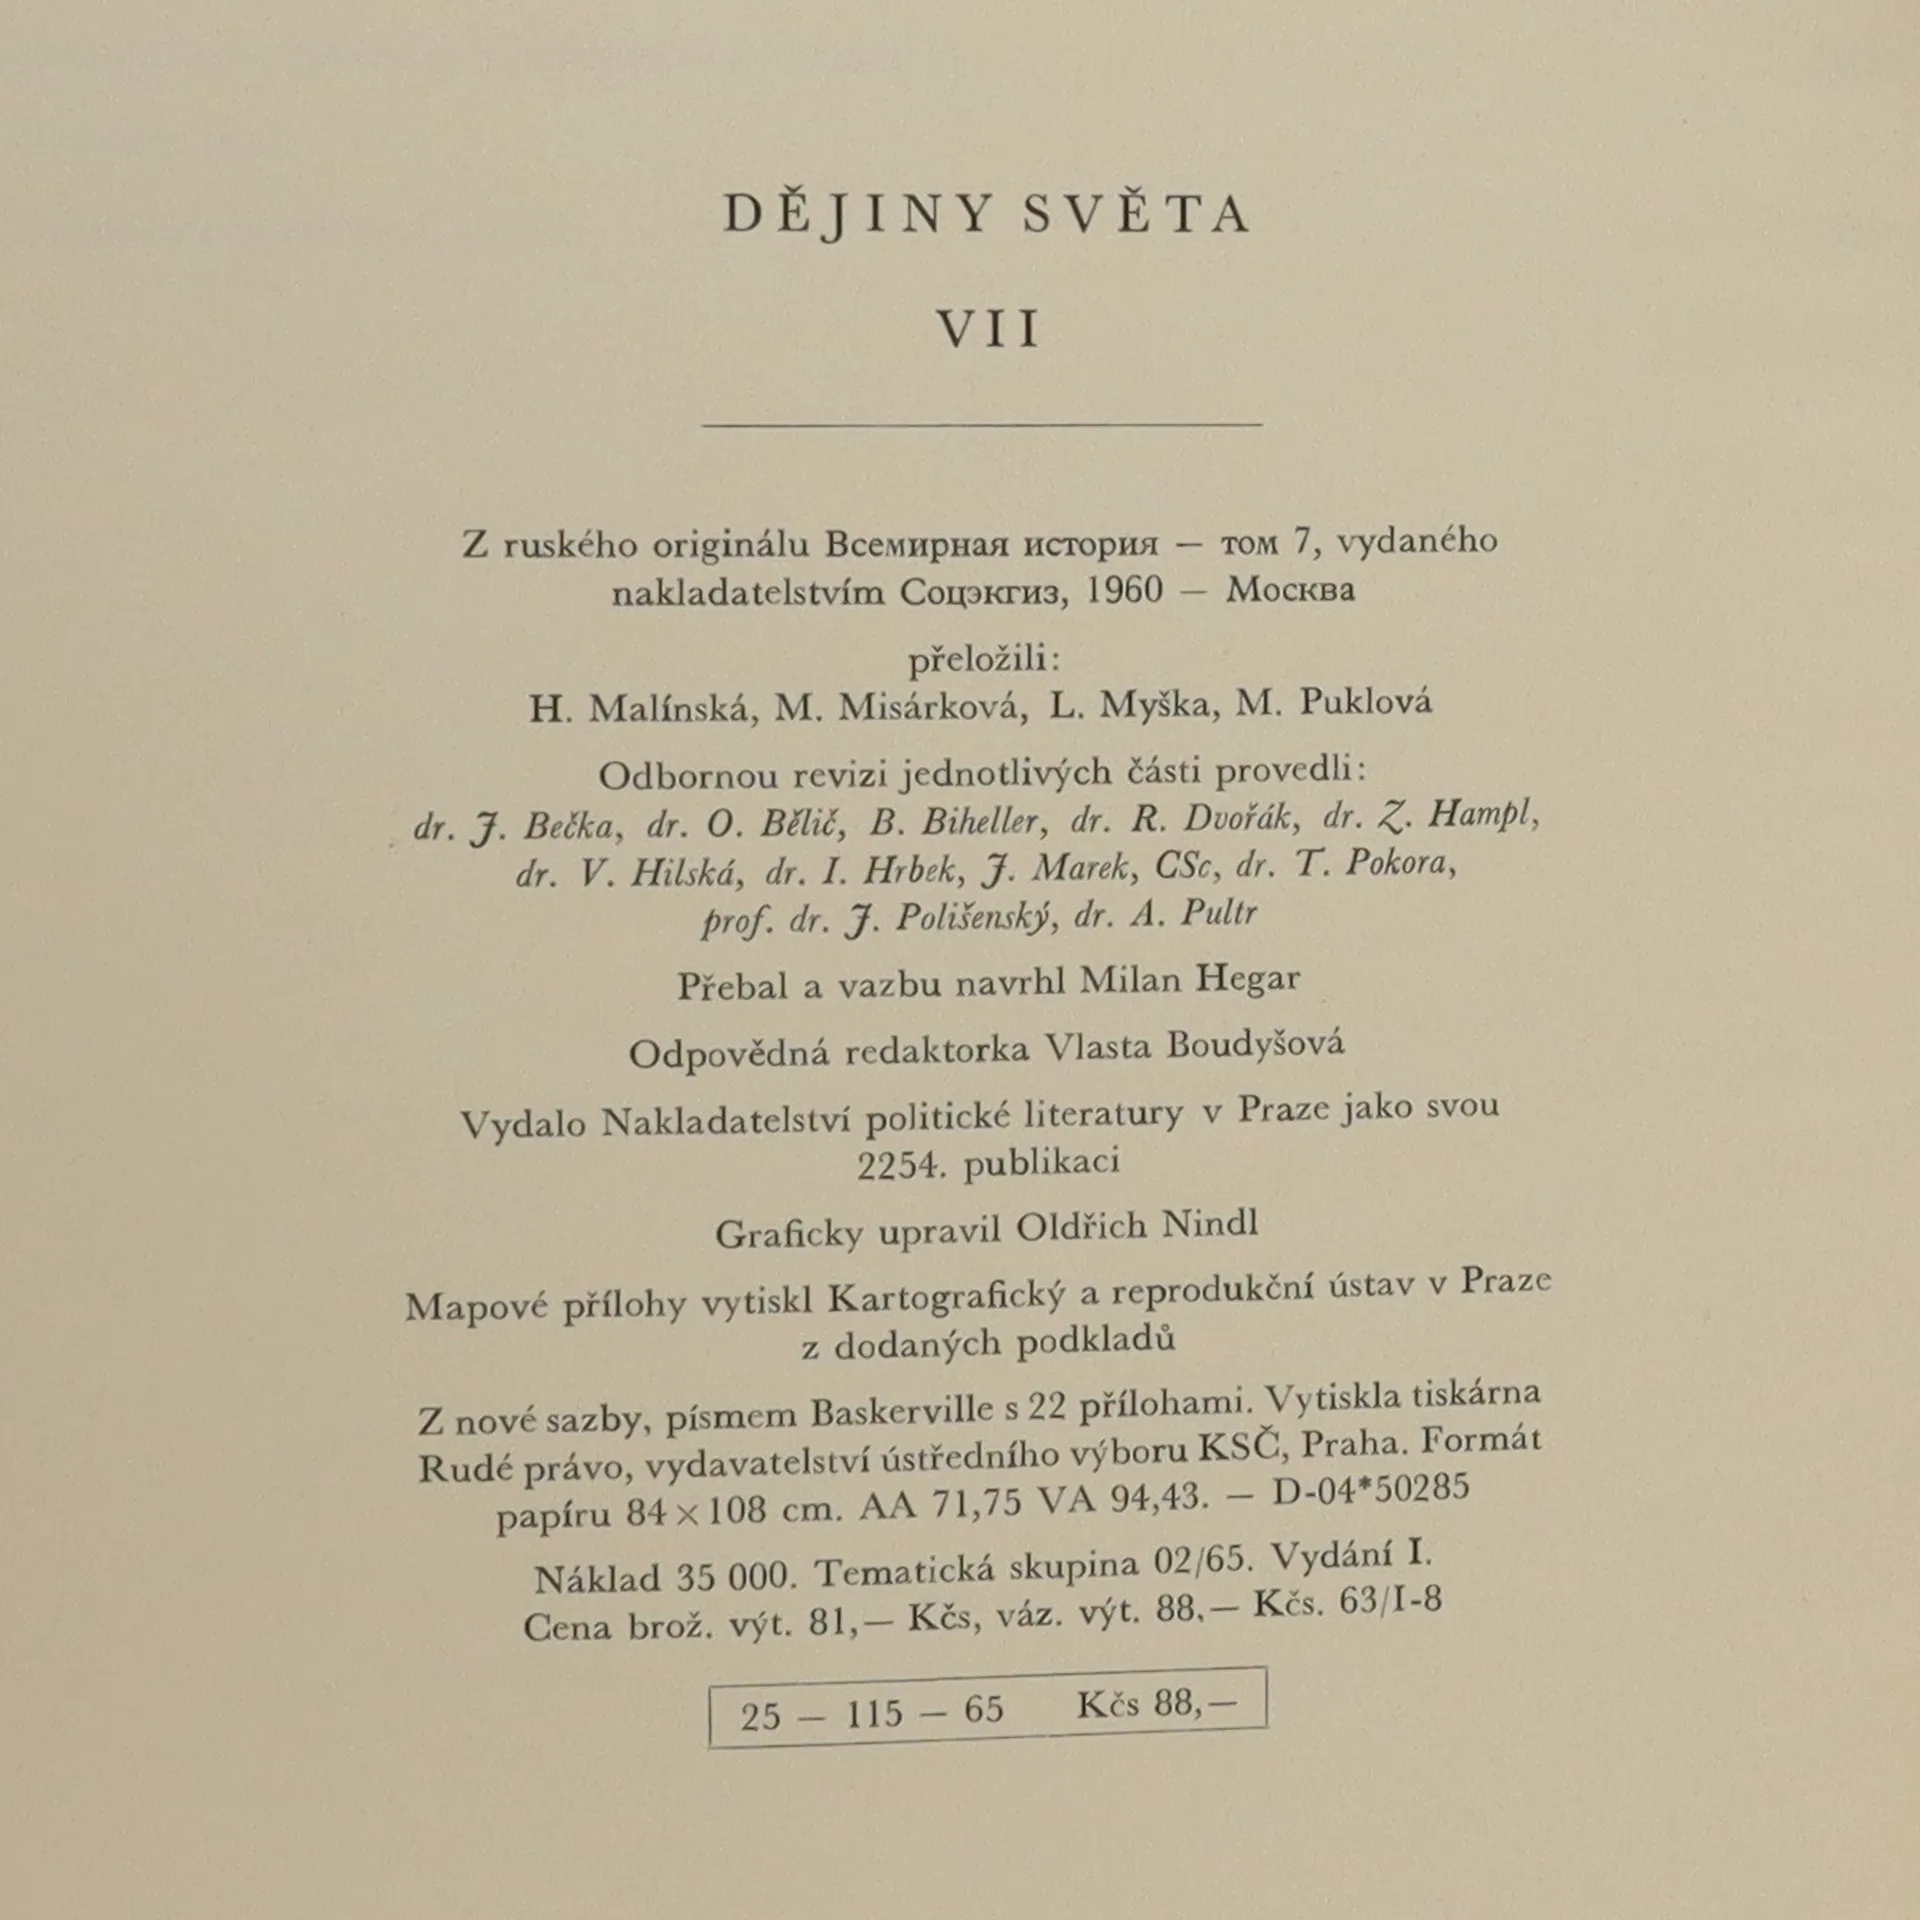 DĚJINY SVĚTA
VII
Z ruského originálu Всемирная история — том 7, vydaného
nakladatelstvím Соцэкгиз, 1960 — Москва
přeložili:
H. Malínská, M. Misárková, L. Myška, M. Puklová
Odbornou revizi jednotlivých části provedli:
dr. J. Bečka, dr. O. Bělič, B. Biheller, dr. R. Dvořák, dr. Z. Hampl,
dr. V. Hilská, dr. I. Hrbek, J. Marek, CSc, dr. T. Pokora,
prof. dr. J. Polišenský, dr. A. Pultr
Přebal a vazbu navrhl Milan Hegar
Odpovědná redaktorka Vlasta Boudyšová
Vydalo Nakladatelství politické literatury v Praze jako svou
2254. publikaci
Graficky upravil Oldřich Nindl
Mapové přílohy vytiskl Kartografický a reprodukční ústav v Praze
z dodaných podkladů
Z nové sazby, písmem Baskerville s 22 přílohami. Vytiskla tiskárna
Rudé právo, vydavatelství ústředního výboru KSČ, Praha. Formát
papíru 84×108 cm. AA 71,75 VA 94,43. — D-04*50285
Náklad 35 000. Tematická skupina 02/65. Vydání I.
Cena brož. výt. 81,— Kčs, váz. výt. 88,— Kčs. 63/I-8
25 — 115 — 65 Kčs 88,—